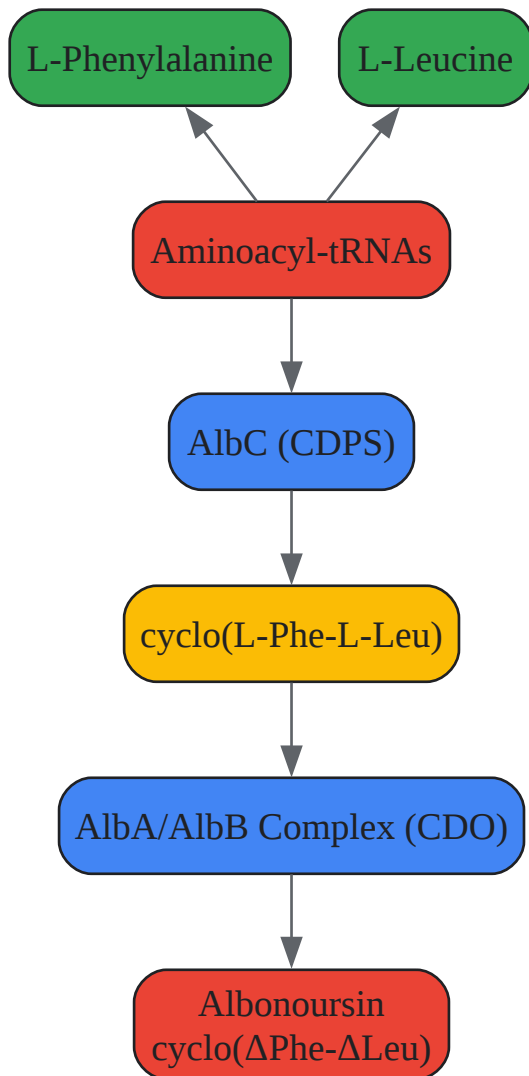 L-Phenylalanine
L-Leucine
Aminoacyl-tRNAs
AlbC (CDPS)
cyclo(L-Phe-L-Leu)
AlbA/AlbB Complex (CDO)
Albonoursin
cyclo(ΔPhe-ΔLeu)